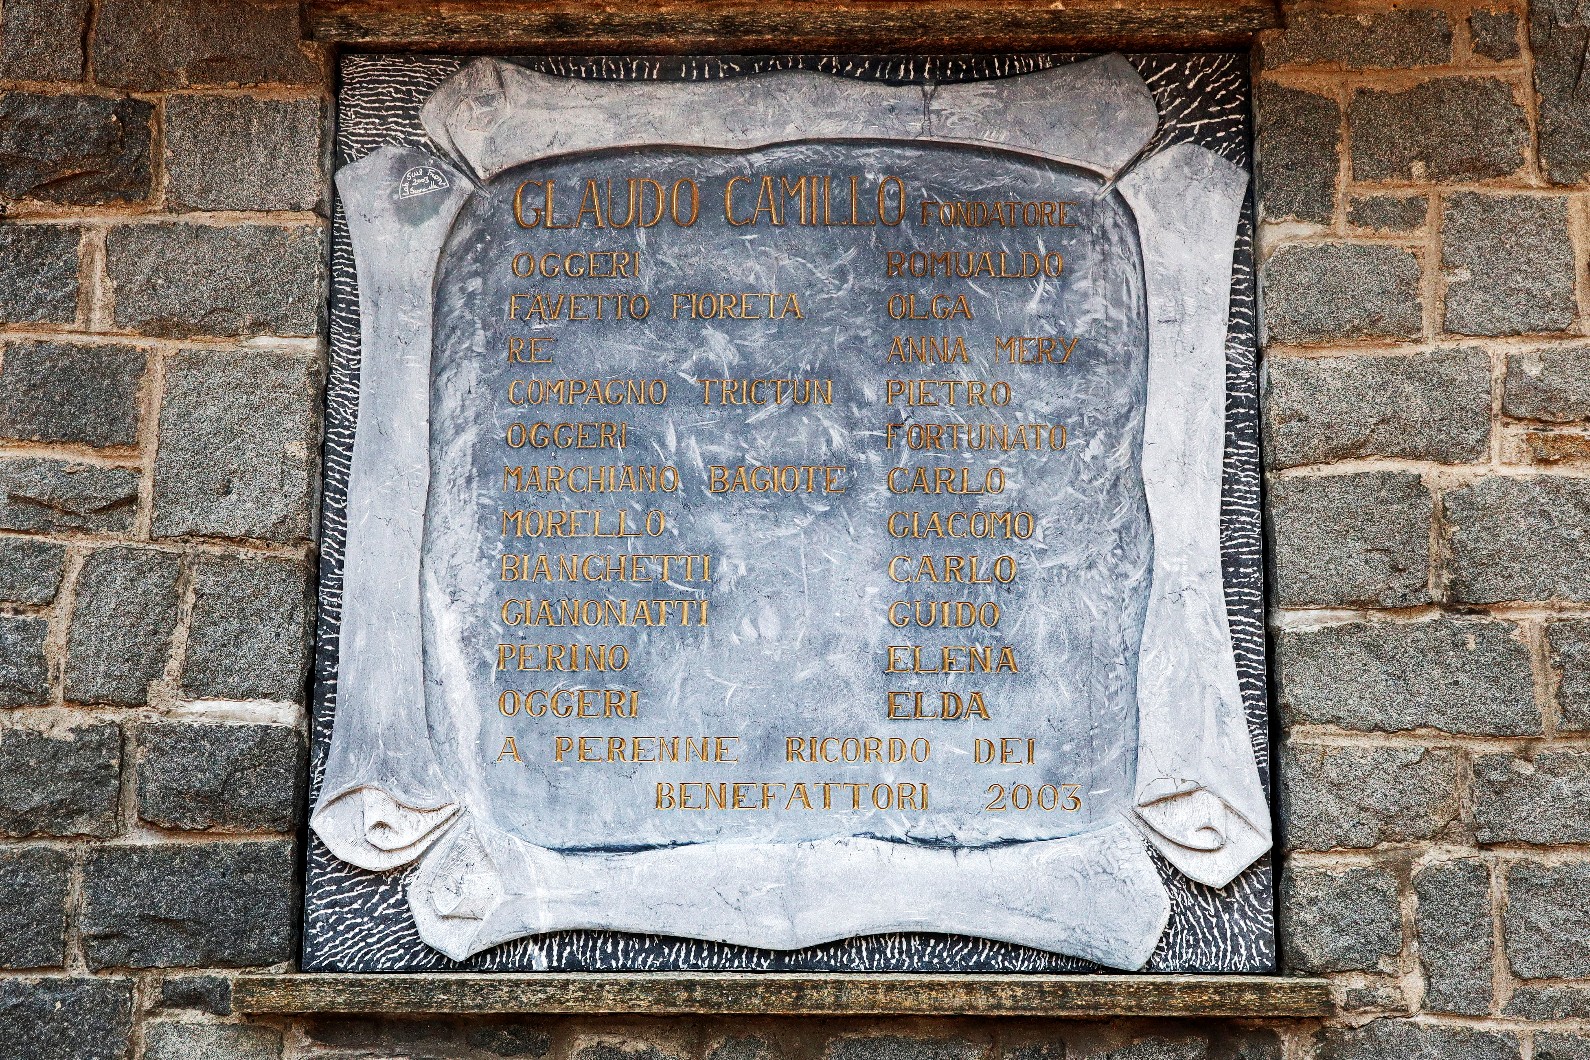 GLAUDO CAMILLO FONDATORE
OGGERI ROMUALDO
FAVETTO FIORETA OLGA
RE ANNA MERY
COMPAGNO TRICTUN PIETRO
OGGERI FORTUNATO
MARCHIANO BAGIOTE CARLO
MORELLO GIACOMO
BIANCHETTI CARLO
GIANONATTI GUIDO
PERINO ELENA
OGGERI ELDA
A PERENNE RICORDO DEI
BENEFATTORI 2003
2003